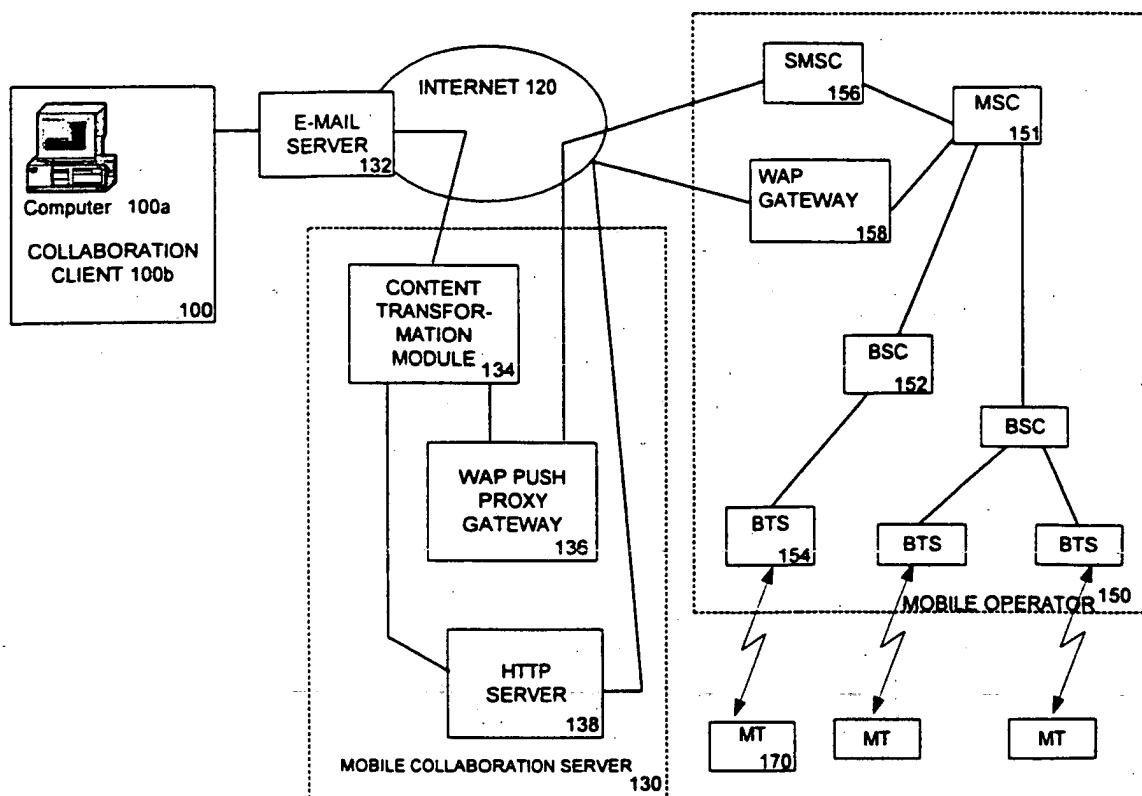 INTERNET 120
E-MAIL
SERVER
132
Computer 100a
COLLABORATION
CLIENT 100b
100
CONTENT
TRANSFOR-
MATION
MODULE
134
WAP PUSH
PROXY
GATEWAY
136
HTTP
SERVER
138
MOBILE COLLABORATION SERVER
130
SMSC
156
MSC
151
WAP
GATEWAY
158
BSC
152
BSC
BTS
154
BTS
BTS
MOBILE OPERATOR 150
MT
170
MT
MT